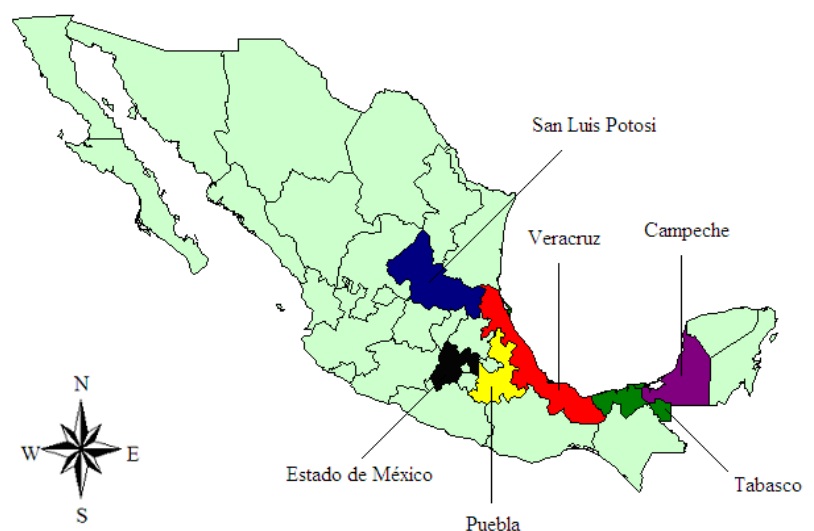 San Luis Potosi
Veracruz
Campeche
N
W
E
S
Estado de México
Tabasco
Puebla